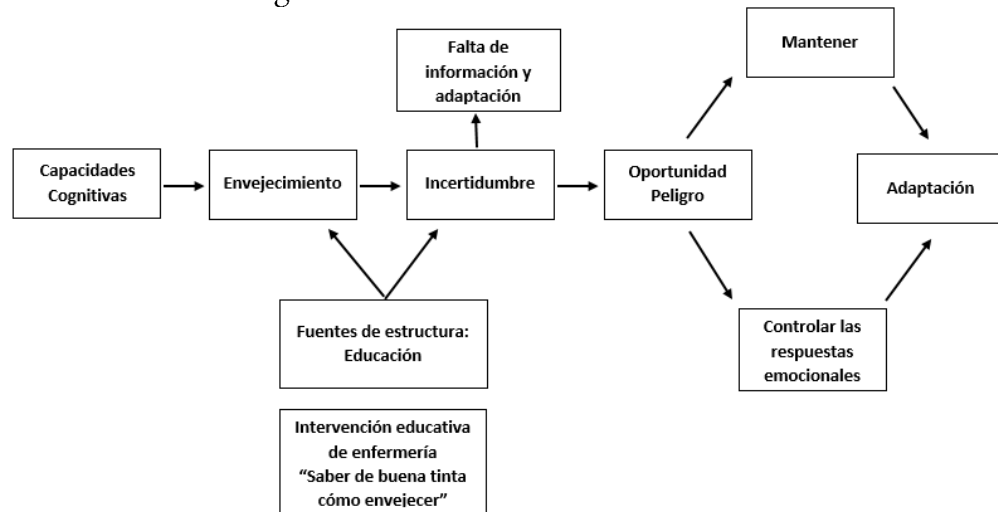 Falta de
información y
adaptación
Mantener
Capacidades
Cognitivas
Envejecimiento
Incertidumbre
Oportunidad
Peligro
Adaptación
Fuentes de estructura:
Educación
Controlar las
respuestas
emocionales
Intervención educativa
de enfermería
“Saber de buena tinta
cómo envejecer”